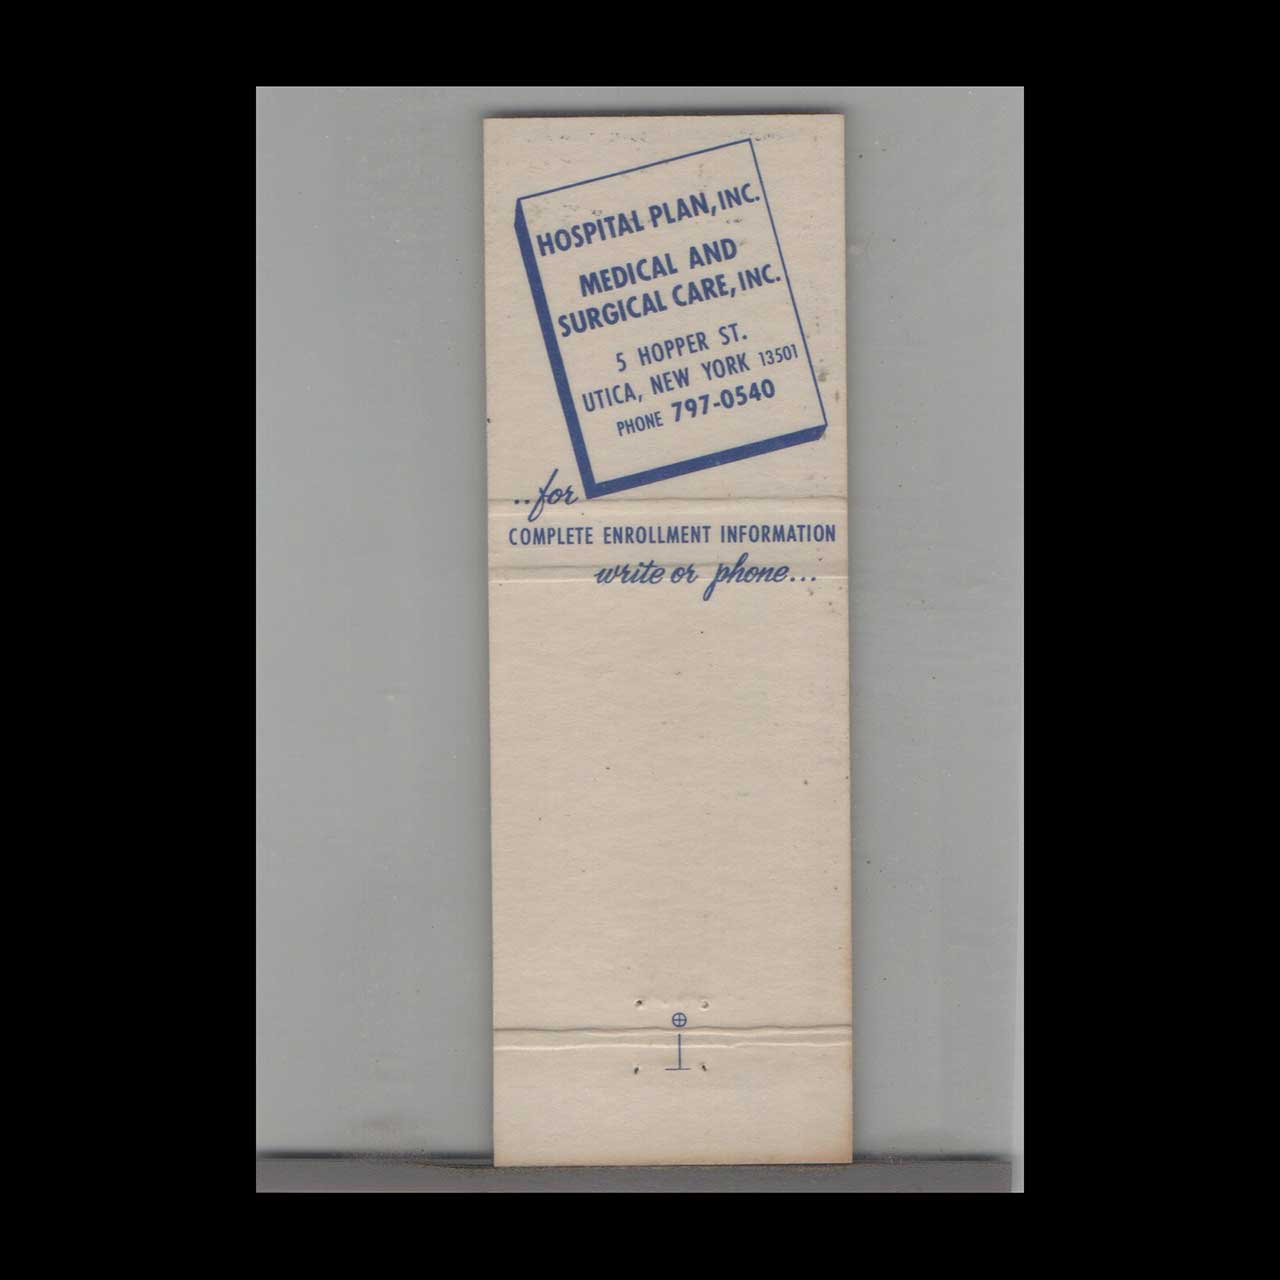 HOSPITAL PLAN, INC.
MEDICAL AND
SURGICAL CARE, INC.
5 HOPPER ST.
UTICA, NEW YORK 13501
PHONE 797-0540
..for
COMPLETE ENROLLMENT INFORMATION
write or phone...